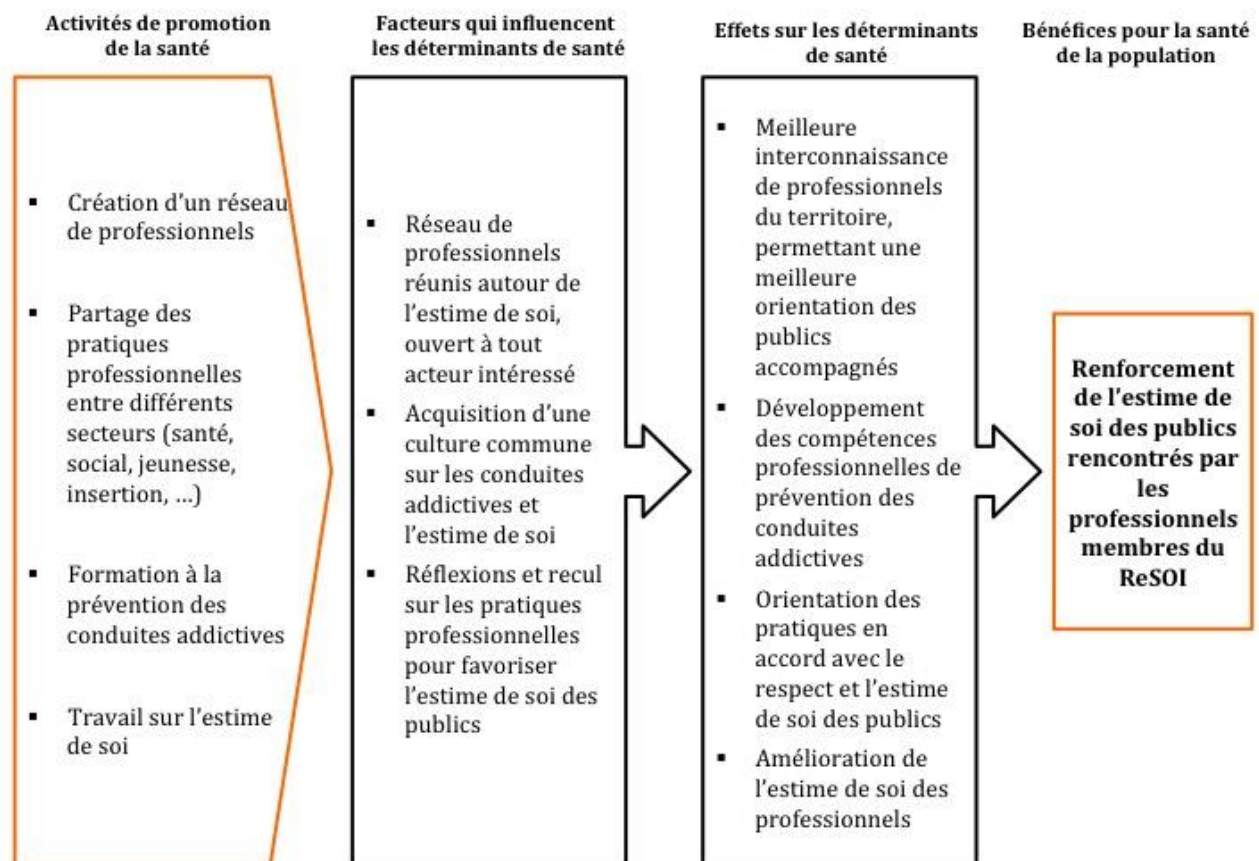 Activités de promotion
de la santé
▪ Création d’un réseau
de professionnels
▪ Partage des
pratiques
professionnelles
entre différents
secteurs (santé,
social, jeunesse,
insertion, …)
▪ Formation à la
prévention des
conduites addictives
▪ Travail sur l’estime
de soi
Facteurs qui influencent
les déterminants de santé
▪ Réseau de
professionnels
réunis autour de
l’estime de soi,
ouvert à tout
acteur intéressé
▪ Acquisition d’une
culture commune
sur les conduites
addictives et
l’estime de soi
▪ Réflexions et recul
sur les pratiques
professionnelles
pour favoriser
l’estime de soi des
publics
Effets sur les déterminants
de santé
▪ Meilleure
interconnaissance
de professionnels
du territoire,
permettant une
meilleure
orientation des
publics
accompagnés
▪ Développement
des compétences
professionnelles de
prévention des
conduites
addictives
▪ Orientation des
pratiques en
accord avec le
respect et l’estime
de soi des publics
▪ Amélioration de
l’estime de soi des
professionnels
Bénéfices pour la santé
de la population
Renforcement
de l’estime de
soi des publics
rencontrés par
les
professionnels
membres du
ReSOI